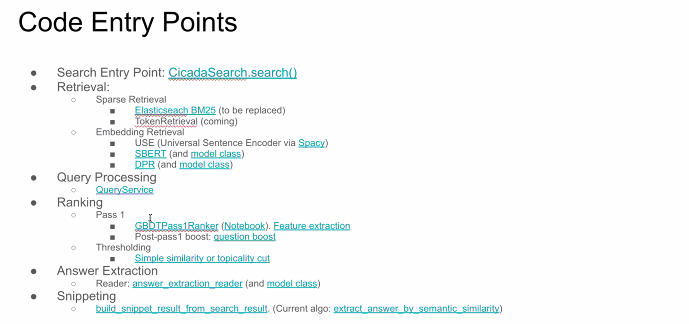 Code Entry Points
● Search Entry Point: CicadaSearch.search()
● Retrieval:
○ Sparse Retrieval
■ Elasticseach BM25 (to be replaced)
■ TokenRetrieval (coming)
○ Embedding Retrieval
■ USE (Universal Sentence Encoder via Spacy)
■ SBERT (and model class)
■ DPR (and model class)
● Query Processing
○ QueryService
● Ranking
○ Pass 1
■ GBDTPass1Ranker (Notebook). Feature extraction
■ Post-pass1 boost: question boost
○ Thresholding
■ Simple similarity or topicality cut
● Answer Extraction
○ Reader: answer_extraction_reader (and model class)
● Snippeting
○ build_snippet_result_from_search_result. (Current algo: extract_answer_by_semantic_similarity)